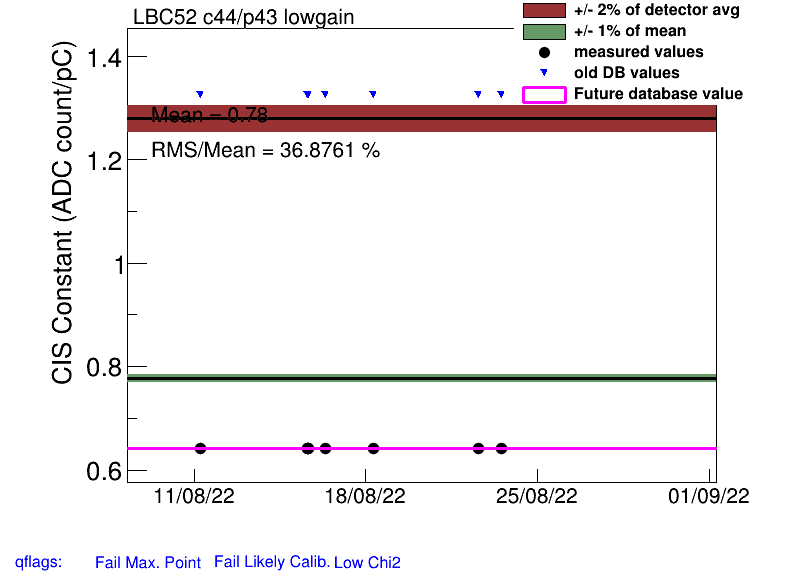 LBC52 c44/p43 lowgain
+/- 2% of detector avg
+/- 1% of mean
measured values
old DB values
Future database value
Mean = 0.78
RMS/Mean = 36.8761 %
CIS Constant (ADC count/pC)
1.4
1.2
1
0.8
0.6
11/08/22 18/08/22 25/08/22 01/09/22
qflags: Fail Max. Point Fail Likely Calib. Low Chi2